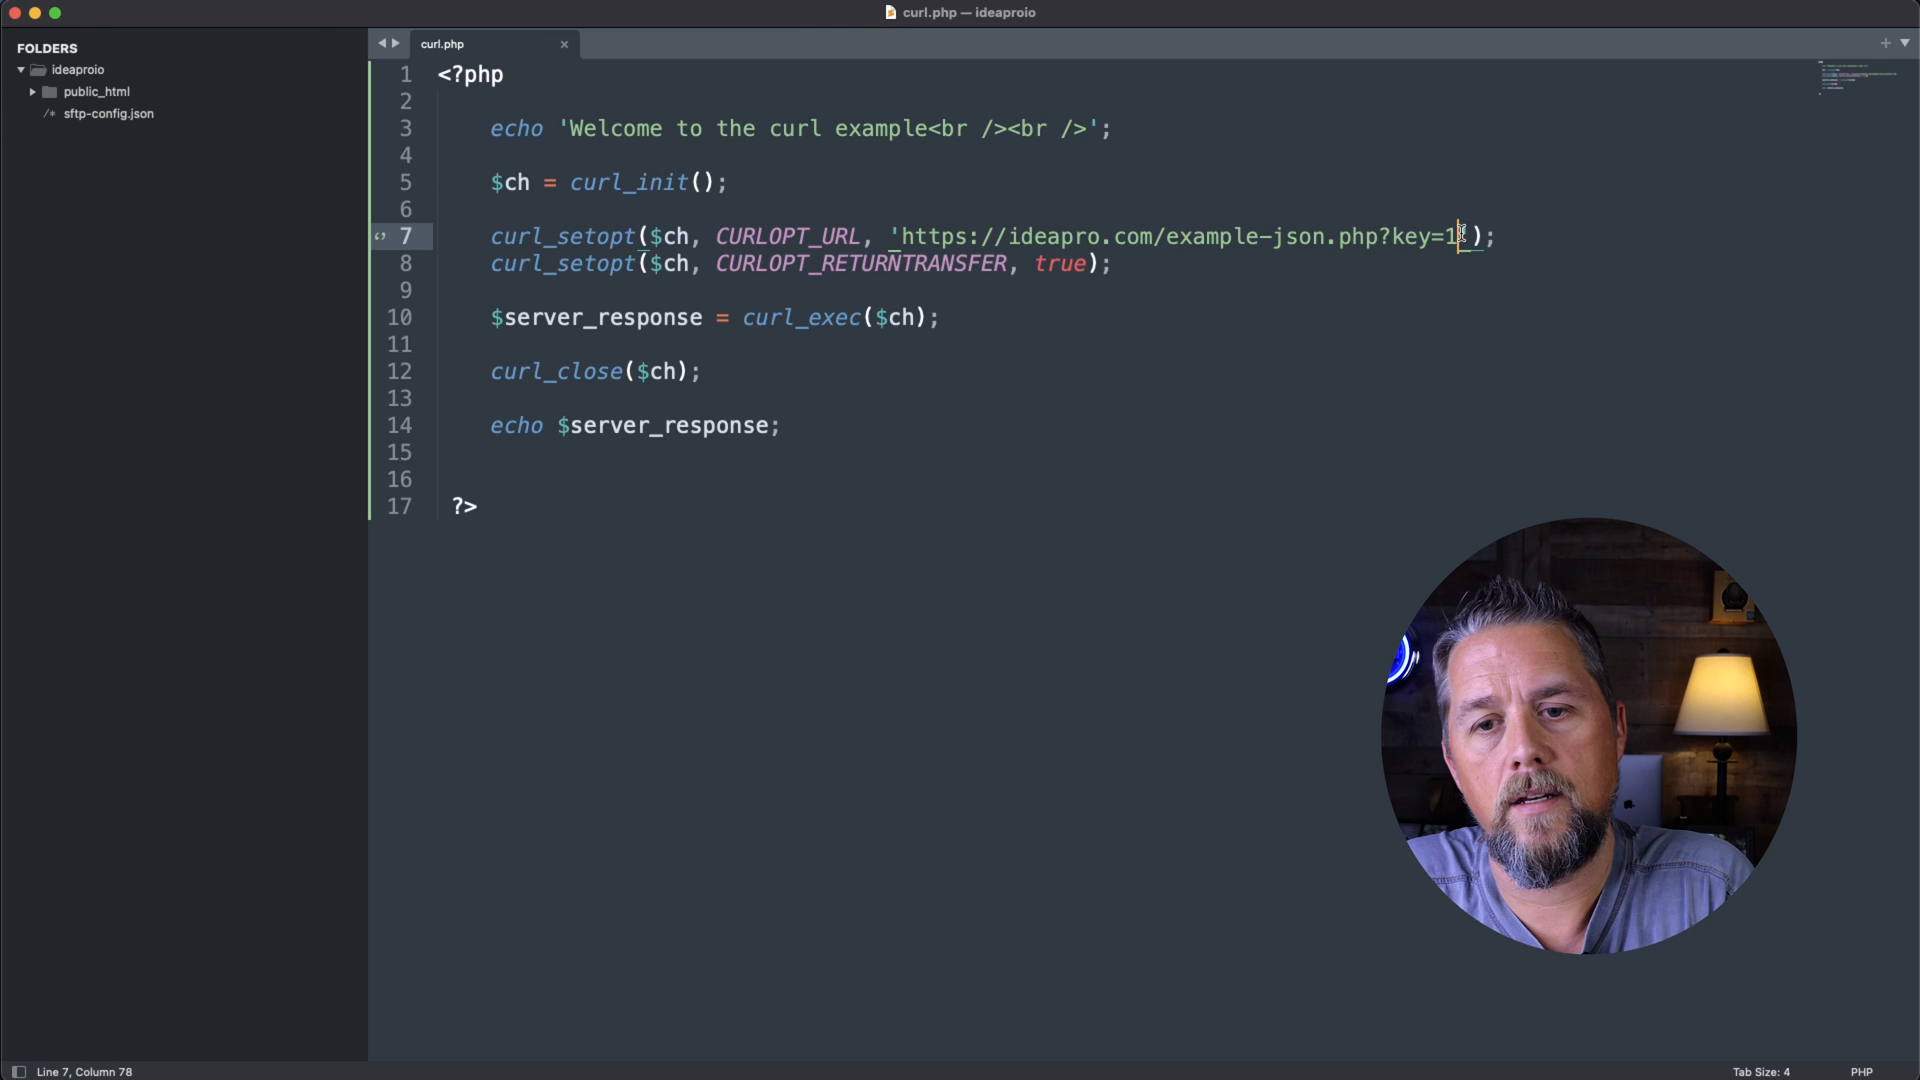 curl.php — ideaproio
FOLDERS
ideaproio
public_html
/* sftp-config.json
curl.php
1 <?php
2
3 echo 'Welcome to the curl example<br /><br />';
4
5 $ch = curl_init();
6
7 curl_setopt($ch, CURLOPT_URL, 'https://ideapro.com/example-json.php?key=1');
8 curl_setopt($ch, CURLOPT_RETURNTRANSFER, true);
9
10 $server_response = curl_exec($ch);
11
12 curl_close($ch);
13
14 echo $server_response;
15
16
17 ?>
Line 7, Column 78
Tab Size: 4
PHP